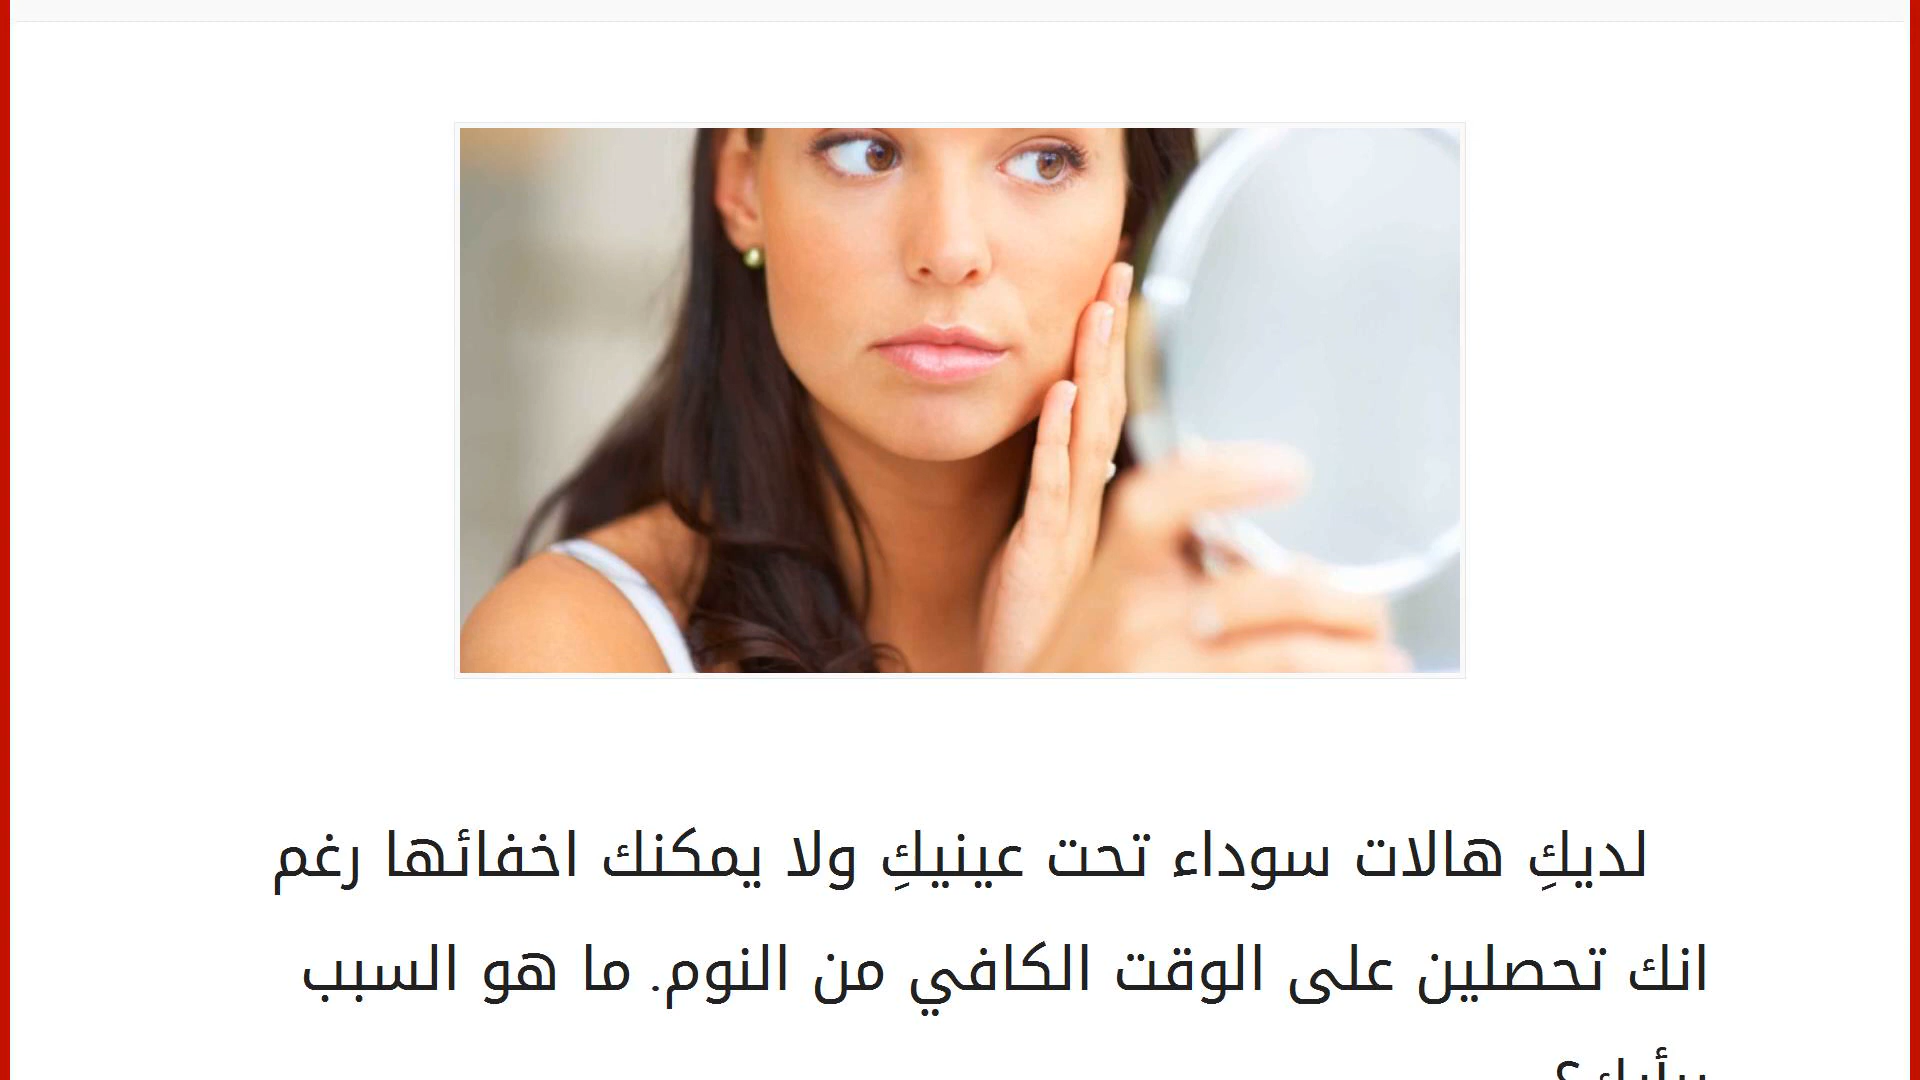 لديكِ هالات سوداء تحت عينيكِ ولا يمكنك اخفائها رغم
انك تحصلين على الوقت الكافي من النوم. ما هو السبب